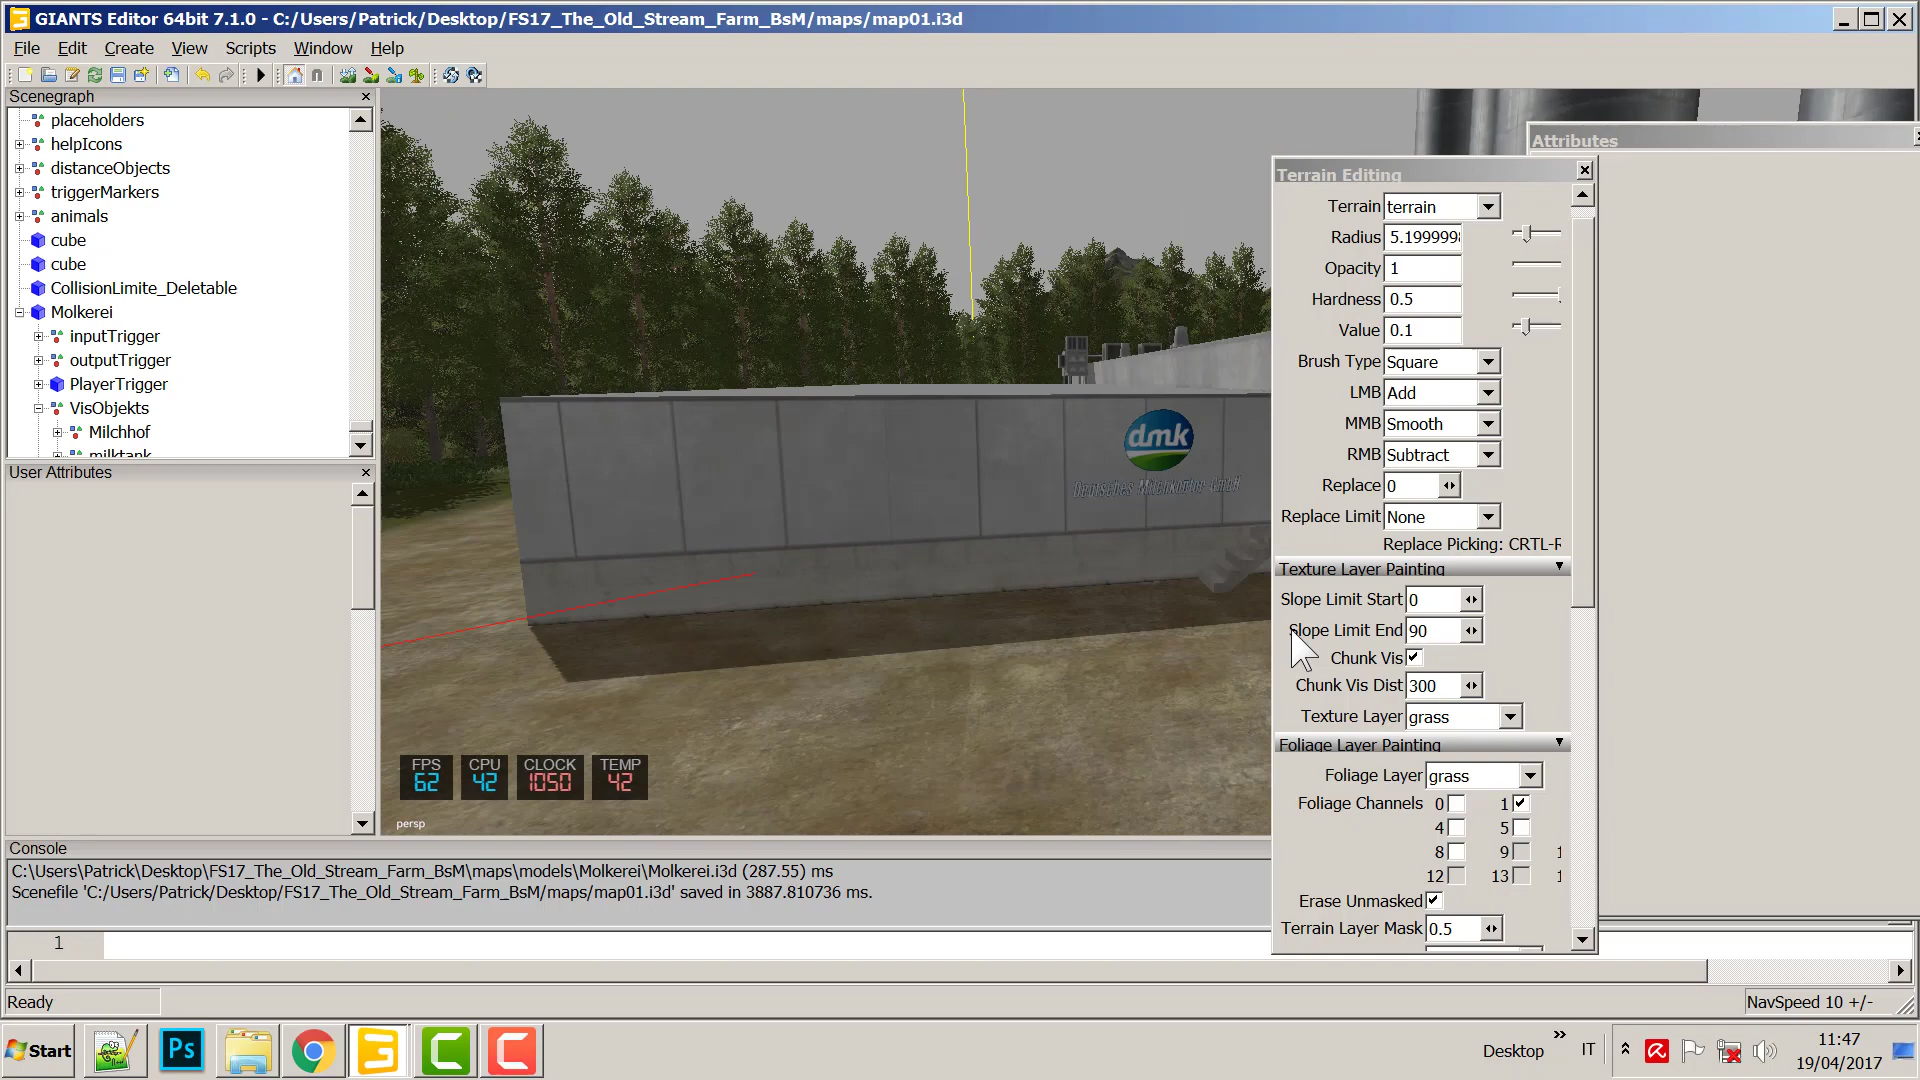 GIANTS Editor 64bit 7.1.0 - C:/Users/Patrick/Desktop/FS17_The_Old_Stream_Farm_BsM/maps/map01.i3d
File Edit Create View Scripts Window Help
Scenegraph
placeholders
helpIcons
distanceObjects
triggerMarkers
animals
cube
cube
CollisionLimite_Deletable
Molkerei
inputTrigger
outputTrigger
PlayerTrigger
VisObjekts
Milchhof
milktank
User Attributes
dmk
Deutsches Milchkontor GmbH
FPS CPU CLOCK TEMP
62 42 1050 42
persp
Attributes
Terrain Editing
Terrain terrain
Radius 5.1999998
Opacity 1
Hardness 0.5
Value 0.1
Brush Type Square
LMB Add
MMB Smooth
RMB Subtract
Replace 0
Replace Limit None
Replace Picking: CRTL-R
Texture Layer Painting
Slope Limit Start 0
Slope Limit End 90
Chunk Vis
Chunk Vis Dist 300
Texture Layer grass
Foliage Layer Painting
Foliage Layer grass
Foliage Channels 0 1
4 5
8 9 1
12 13 1
Erase Unmasked
Terrain Layer Mask 0.5
Console
C:\Users\Patrick\Desktop\FS17_The_Old_Stream_Farm_BsM\maps\models\Molkerei\Molkerei.i3d (287.55) ms
Scenefile 'C:/Users/Patrick/Desktop/FS17_The_Old_Stream_Farm_BsM/maps/map01.i3d' saved in 3887.810736 ms.
1
Ready
NavSpeed 10 +/-
Start
Ps
Desktop
IT
11:47
19/04/2017